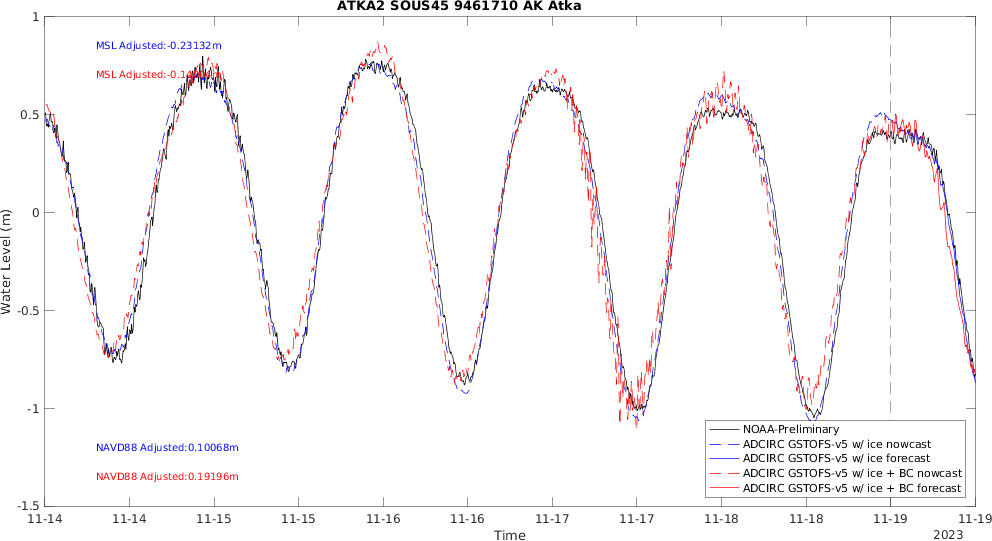 ATKA2 SOUS45 9461710 AK Atka
1
0.5
0
-0.5
-1
-1.5
Water Level (m)
MSL Adjusted:-0.23132m
MSL Adjusted:-0.1
NAVD88 Adjusted:0.10068m
NAVD88 Adjusted:0.19196m
NOAA-Preliminary
ADCIRC GSTOFS-v5 w/ ice nowcast
ADCIRC GSTOFS-v5 w/ ice forecast
ADCIRC GSTOFS-v5 w/ ice + BC nowcast
ADCIRC GSTOFS-v5 w/ ice + BC forecast
11-14 11-14 11-15 11-15 11-16 11-16 11-17 11-17 11-18 11-18 11-19 11-19
Time
2023